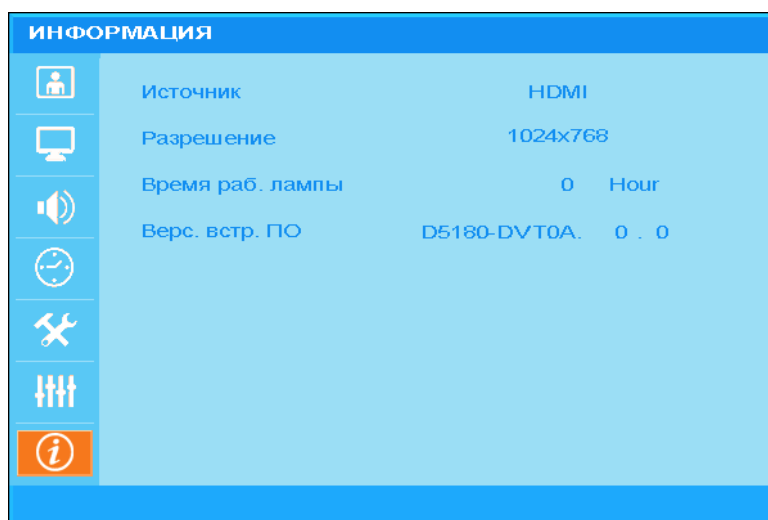 ИНФОРМАЦИЯ
Источник HDMI
Разрешение 1024x768
Время раб. лампы 0 Hour
Верс. встр. ПО D5180-DVT0A. 0 . 0